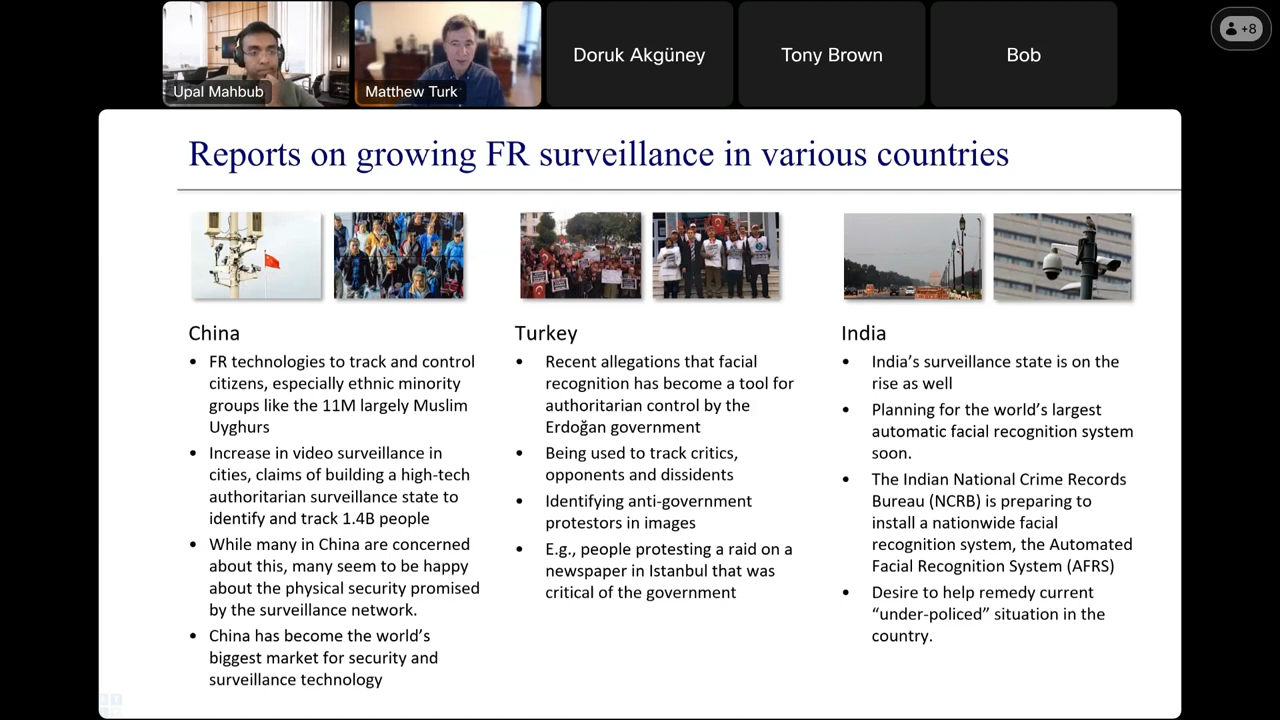 Upal Mahbub
Matthew Turk
Doruk Akgüney
Tony Brown
Bob
+8
Reports on growing FR surveillance in various countries
China
• FR technologies to track and control
citizens, especially ethnic minority
groups like the 11M largely Muslim
Uyghurs
• Increase in video surveillance in
cities, claims of building a high-tech
authoritarian surveillance state to
identify and track 1.4B people
• While many in China are concerned
about this, many seem to be happy
about the physical security promised
by the surveillance network.
• China has become the world’s
biggest market for security and
surveillance technology
Turkey
• Recent allegations that facial
recognition has become a tool for
authoritarian control by the
Erdoğan government
• Being used to track critics,
opponents and dissidents
• Identifying anti-government
protestors in images
• E.g., people protesting a raid on a
newspaper in Istanbul that was
critical of the government
India
• India’s surveillance state is on the
rise as well
• Planning for the world’s largest
automatic facial recognition system
soon.
• The Indian National Crime Records
Bureau (NCRB) is preparing to
install a nationwide facial
recognition system, the Automated
Facial Recognition System (AFRS)
• Desire to help remedy current
“under-policed” situation in the
country.